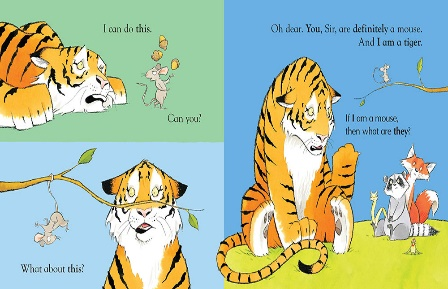 I can do this.
Can you?
What about this?
Oh dear. You, Sir, are definitely a mouse.
And I am a tiger.
If I am a mouse,
then what are they?